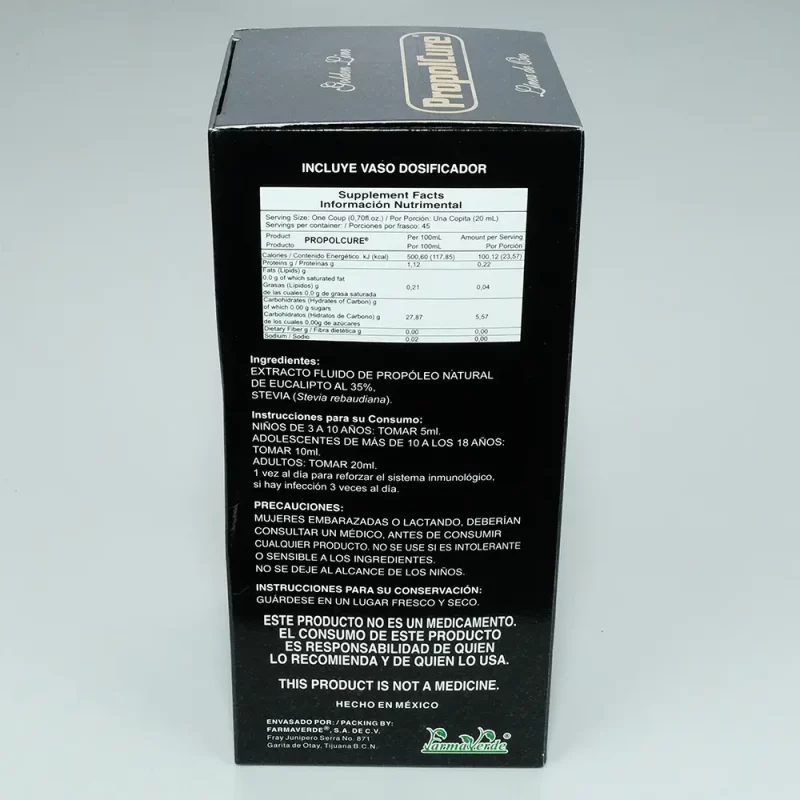 Golden Line
PropolCure®
Línea de Oro
INCLUYE VASO DOSIFICADOR
Supplement Facts
Información Nutrimental
Serving Size: One Coup (0,70fl.oz.) / Por Porción: Una Copita (20 mL)
Servings per container: / Porciones por frasco: 45
Product
Producto
PROPOLCURE®
Per 100mL
Por 100mL
Amount per Serving
Por Porción
Calories / Contenido Energético kJ (kcal) 500,60 (117,85) 100,12 (23,57)
Proteins g / Proteínas g 1,12 0,22
Fats (Lipids) g
0,0 g of which saturated fat
Grasas (Lípidos) g 0,21 0,04
de las cuales 0,0 g de grasa saturada
Carbohidrates (Hydrates of Carbon) g
of which 0.00 g sugars
Carbohidratos (Hidratos de Carbono) g 27,87 5,57
de los cuales 0,00g de azúcares
Dietary Fiber g / Fibra dietética g 0,00 0,00
Sodium / Sodio 0,02 0,00
Ingredientes:
EXTRACTO FLUIDO DE PROPÓLEO NATURAL
DE EUCALIPTO AL 35%,
STEVIA (Stevia rebaudiana).
Instrucciones para su Consumo:
NIÑOS DE 3 A 10 AÑOS: TOMAR 5ml.
ADOLESCENTES DE MÁS DE 10 A LOS 18 AÑOS:
TOMAR 10ml.
ADULTOS: TOMAR 20ml.
1 vez al día para reforzar el sistema inmunológico,
si hay infección 3 veces al día.
PRECAUCIONES:
MUJERES EMBARAZADAS O LACTANDO, DEBERÍAN
CONSULTAR UN MÉDICO, ANTES DE CONSUMIR
CUALQUIER PRODUCTO. NO SE USE SI ES INTOLERANTE
O SENSIBLE A LOS INGREDIENTES.
NO SE DEJE AL ALCANCE DE LOS NIÑOS.
INSTRUCCIONES PARA SU CONSERVACIÓN:
GUÁRDESE EN UN LUGAR FRESCO Y SECO.
ESTE PRODUCTO NO ES UN MEDICAMENTO.
EL CONSUMO DE ESTE PRODUCTO
ES RESPONSABILIDAD DE QUIEN
LO RECOMIENDA Y DE QUIEN LO USA.
THIS PRODUCT IS NOT A MEDICINE.
HECHO EN MÉXICO
ENVASADO POR: / PACKING BY:
FARMAVERDE®, S.A. DE C.V.
Fray Junipero Serra No. 871
Garita de Otay, Tijuana B.C.N.
FarmaVerde®